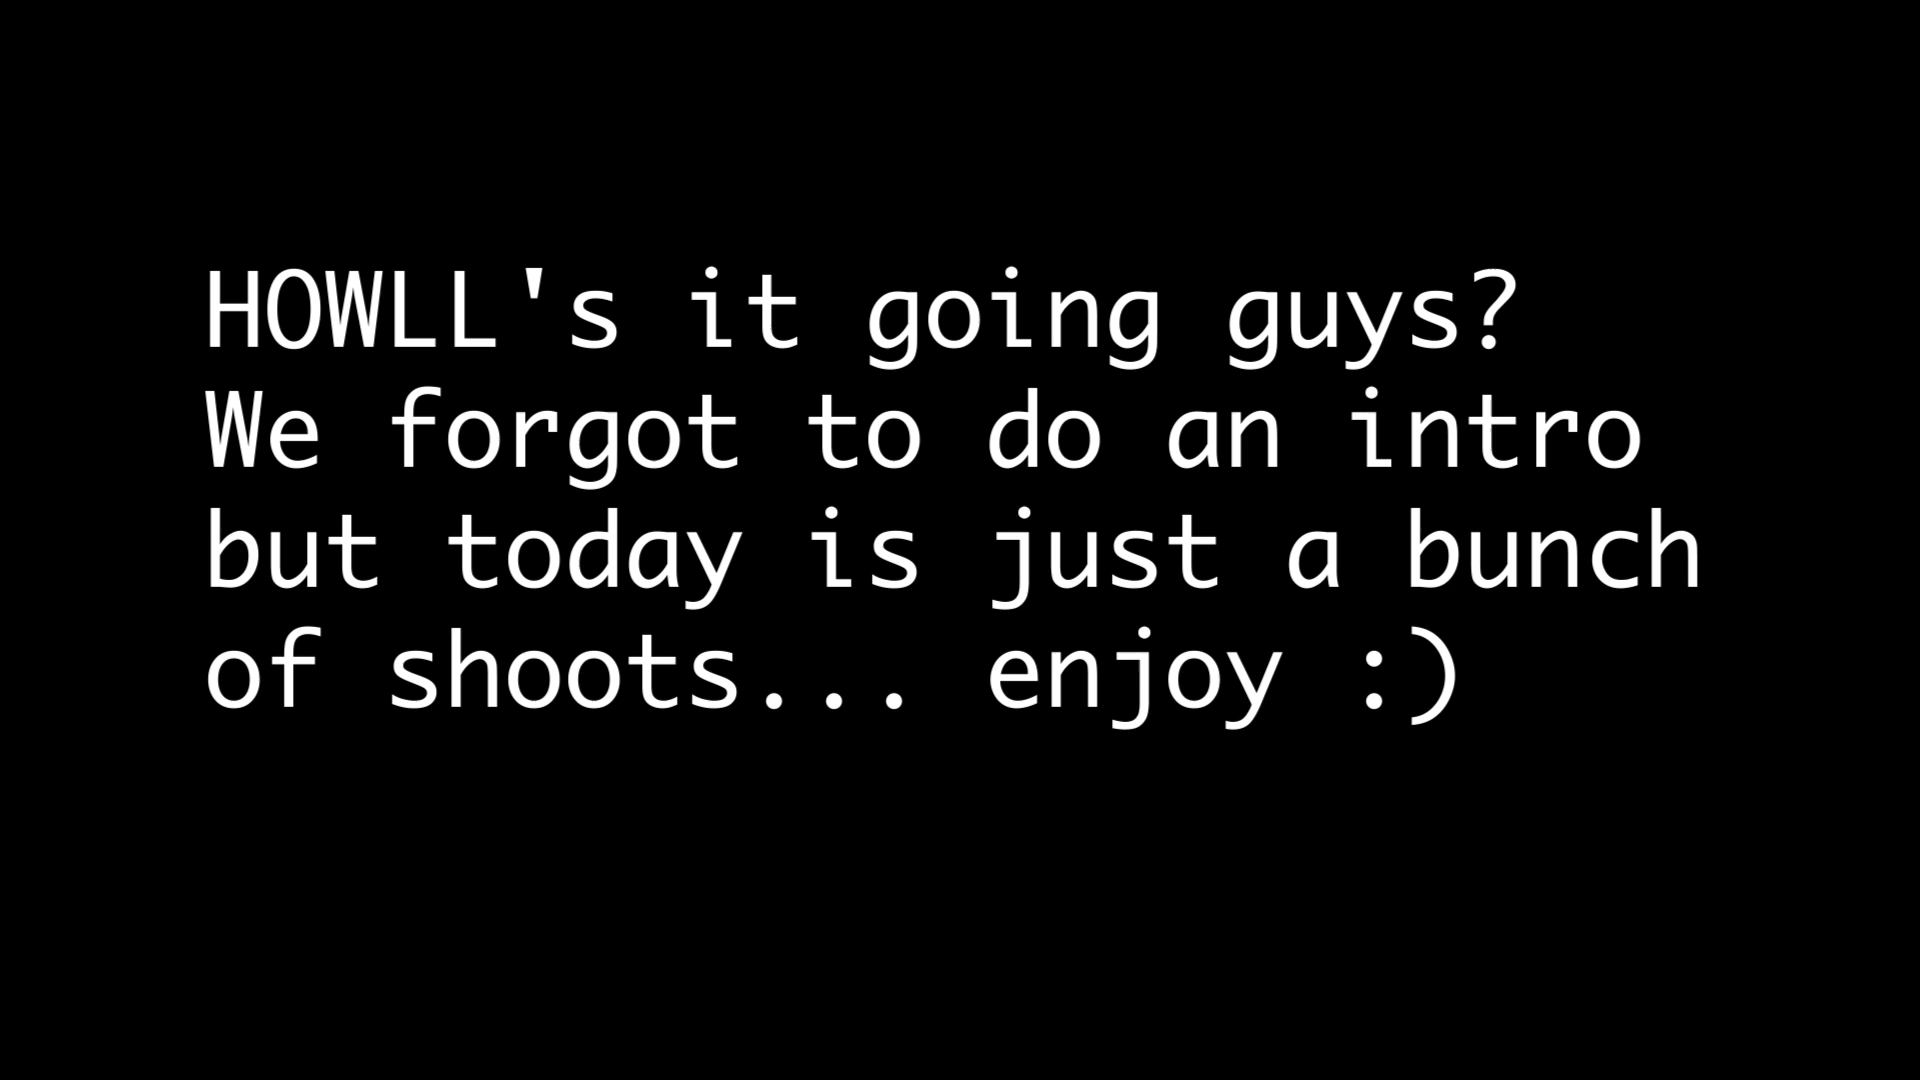 HOWLL's it going guys?
We forgot to do an intro
but today is just a bunch
of shoots... enjoy :)